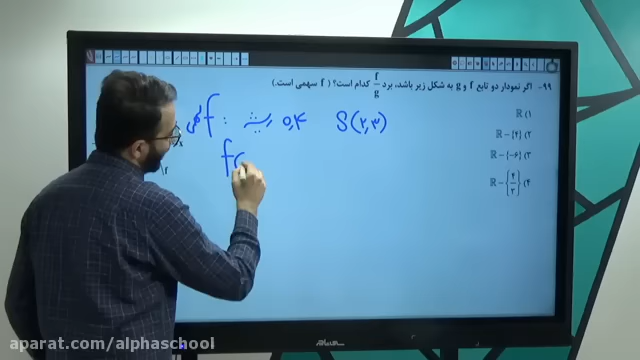 ۹۹- اگر نمودار دو تابع f و g به شکل زیر باشد، برد f/g کدام است؟ (f سهمی است.)
f : ریشه ۰,۴ S(۲,۳)
f(
۱) ℝ
۲) ℝ-{۴}
۳) ℝ-{-۶}
۴) ℝ-{۲/۳}
aparat.com/alphaschool